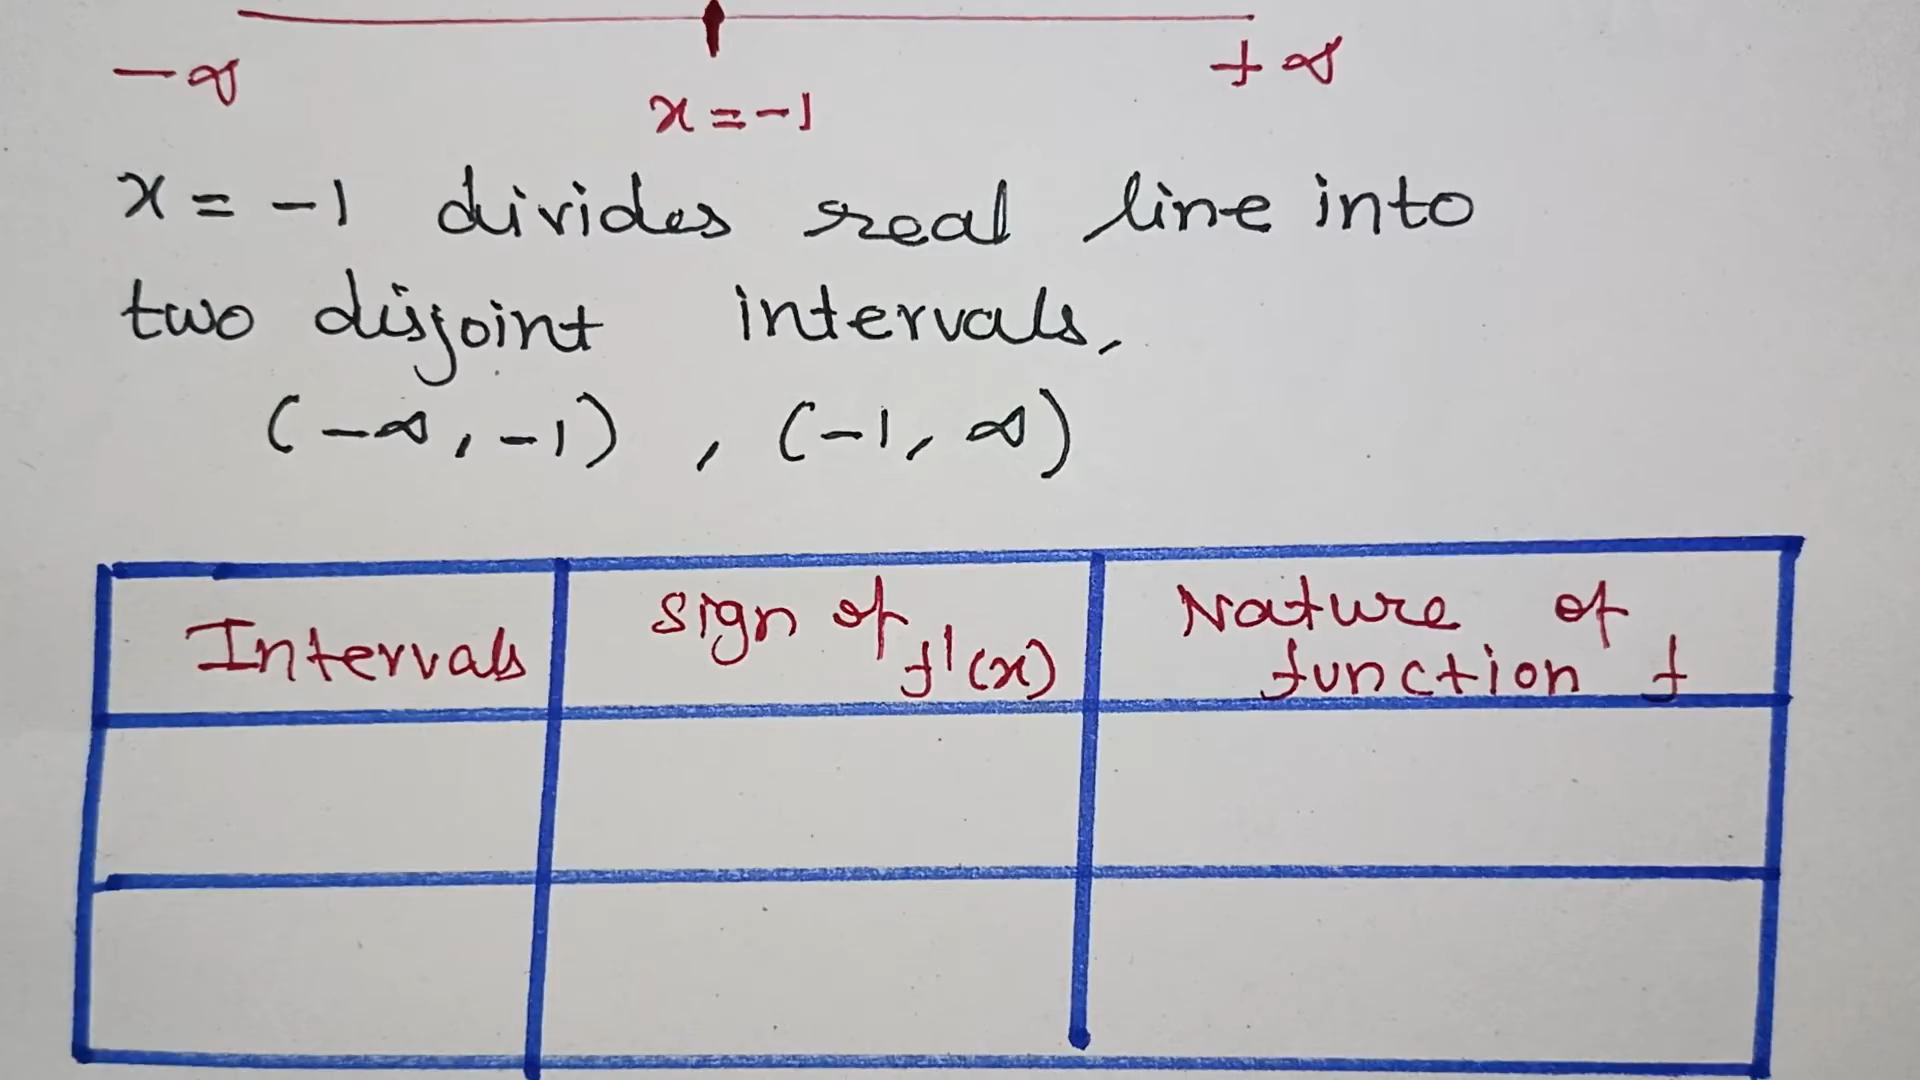 -∞ +∞
x=-1
x = -1 divides real line into
two disjoint intervals,
(-∞, -1) , (-1, ∞)
Intervals
sign of f'(x)
Nature of function f